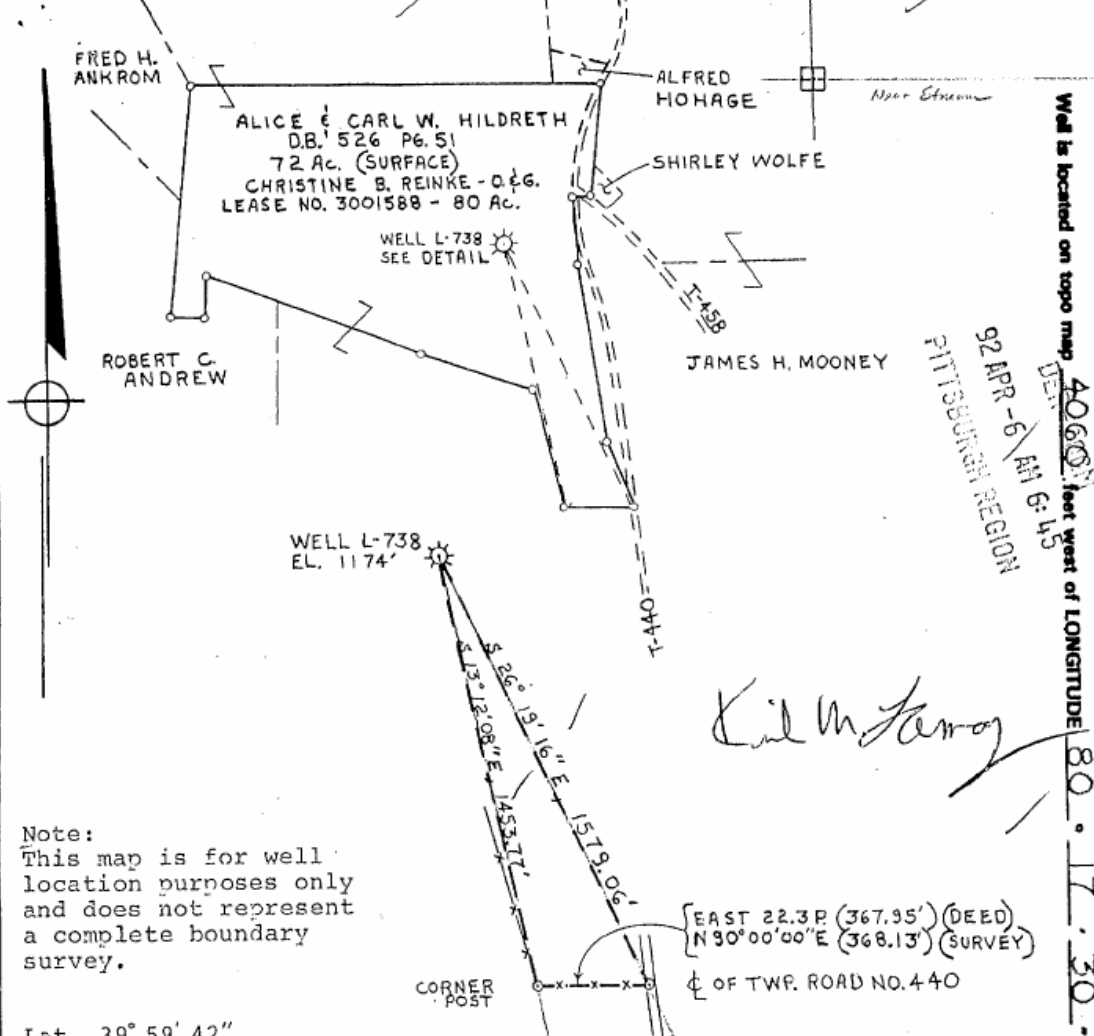 FRED H.
ANKROM
ALFRED
HOHAGE
Near Stream
ALICE & CARL W. HILDRETH
D.B. 526 PG. 51
72 Ac. (SURFACE)
CHRISTINE B. REINKE - O.&G.
LEASE NO. 3001588 - 80 Ac.
SHIRLEY WOLFE
WELL L-738
SEE DETAIL
T-458
ROBERT C.
ANDREW
JAMES H. MOONEY
92 APR -6 AM 6:45
PITTSBURGH REGION
Well is located on topo map 4060 feet west of LONGITUDE 80 ° 17 ' 30 "
WELL L-738
EL. 1174'
T-440
S 13° 12' 08" E 1453.77'
S 26° 19' 16" E 1579.06'
Note:
This map is for well
location purposes only
and does not represent
a complete boundary
survey.
EAST 22.3 P. (367.95') (DEED)
N 90°00'00" E (368.13') (SURVEY)
CORNER
POST
℄ OF TWP. ROAD NO. 440
Lat. 39° 59' 42"